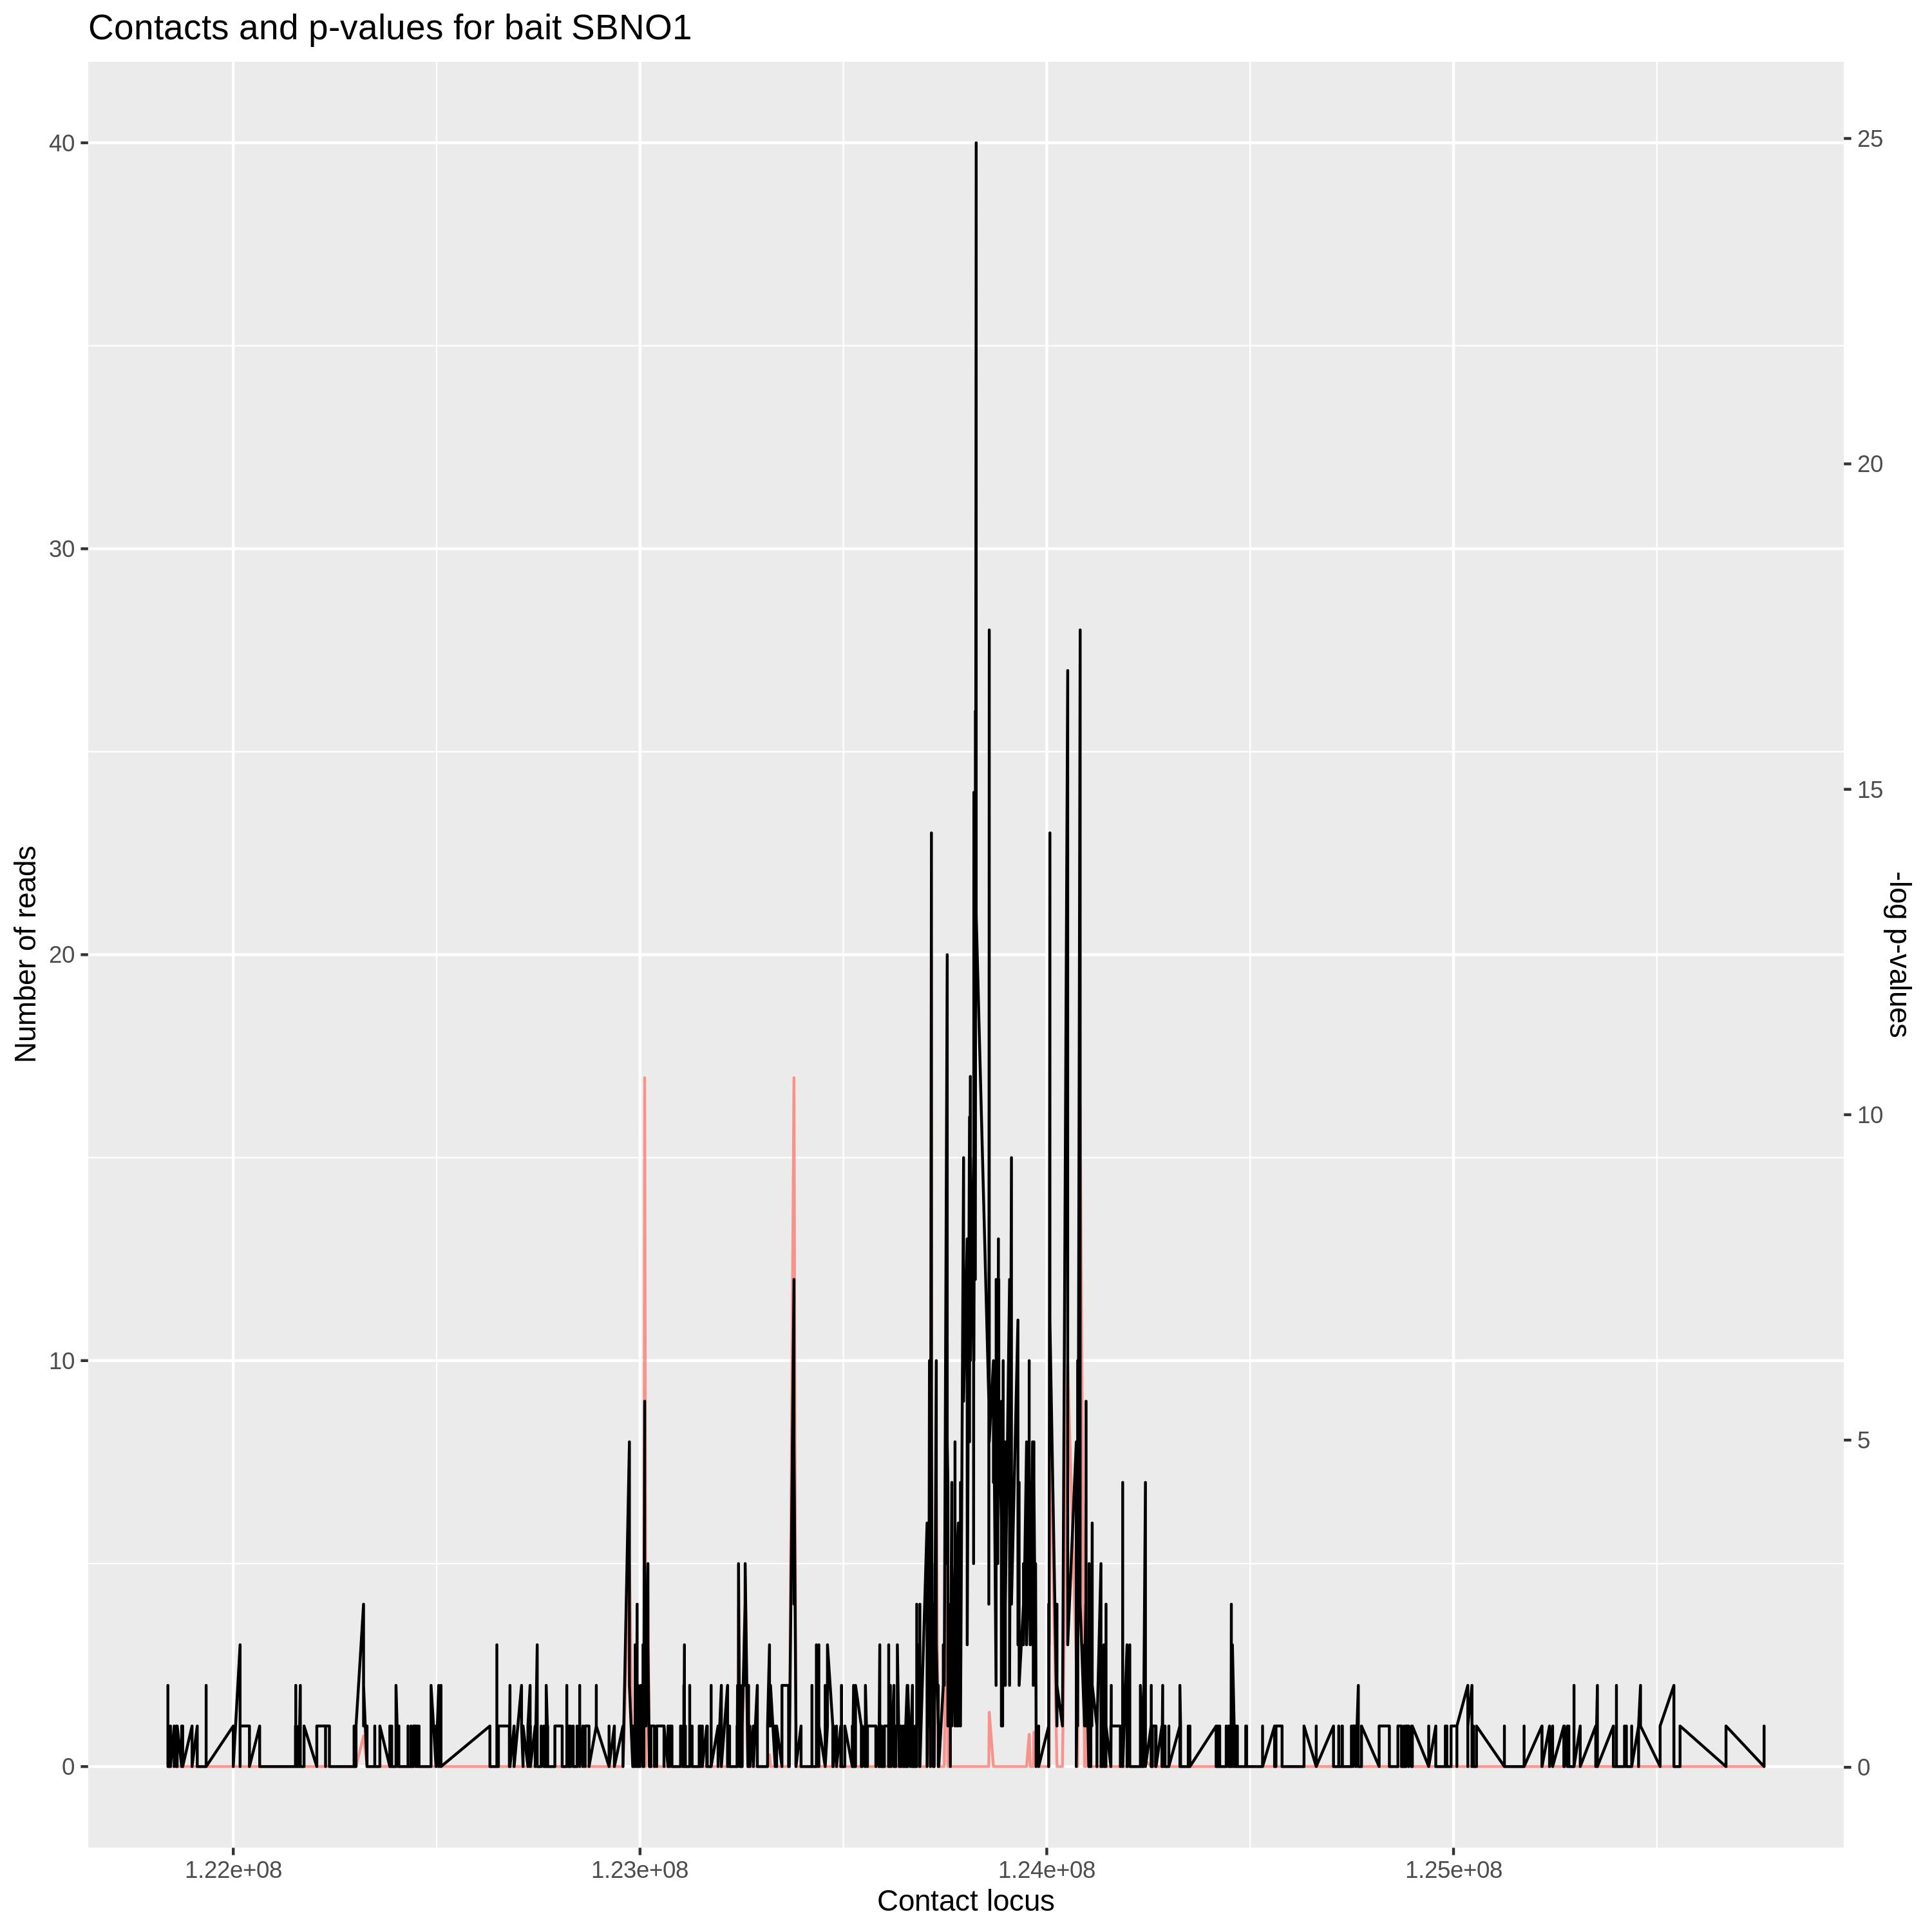 Contacts and p-values for bait SBNO1
40
30
20
10
0
Number of reads
25
20
15
10
5
0
-log p-values
1.22e+08
1.23e+08
1.24e+08
1.25e+08
Contact locus